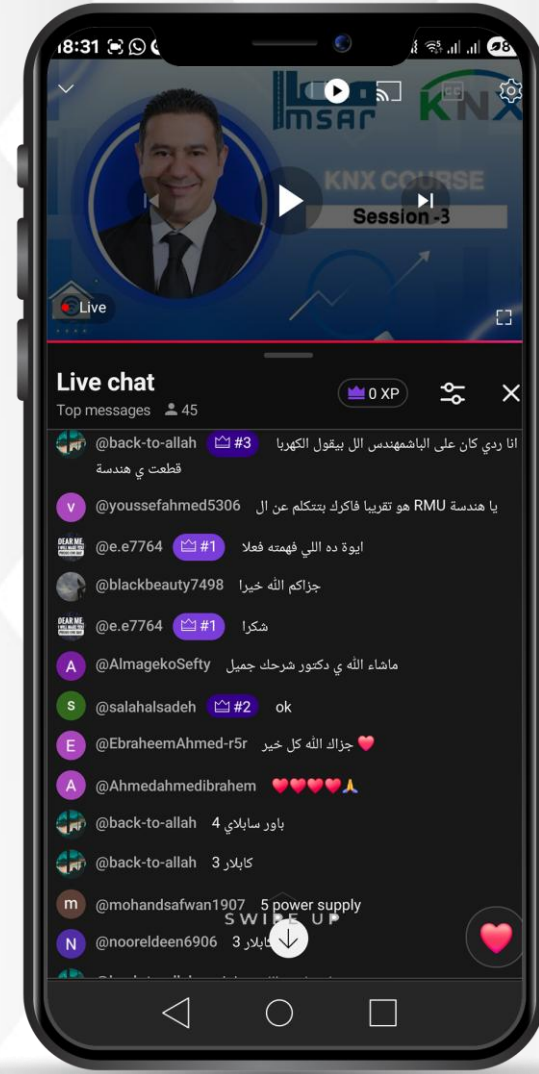 18:31
مسار
Imsar
KNX
KNX COURSE
Session -3
Live
Live chat
Top messages 45
0 XP
@back-to-allah #3 انا ردي كان على الباشمهندس الل بيقول الكهربا
قطعت ي هندسة
@youssefahmed5306 يا هندسة RMU هو تقريبا فاكرك بتتكلم عن ال
@e.e7764 #1 ايوة ده اللي فهمته فعلا
@blackbeauty7498 جزاكم الله خيرا
@e.e7764 #1 شكرا
@AlmagekoSefty ماشاء الله ي دكتور شرحك جميل
@salahalsadeh #2 ok
@EbraheemAhmed-r5r جزاك الله كل خير ❤️
@Ahmedahmedibrahem ❤️❤️❤️❤️🙏
@back-to-allah 4 باور سابلاي
@back-to-allah 3 كابلار
@mohandsafwan1907 5 power supply
SWIPE UP
@nooreldeen6906 3 كابلار